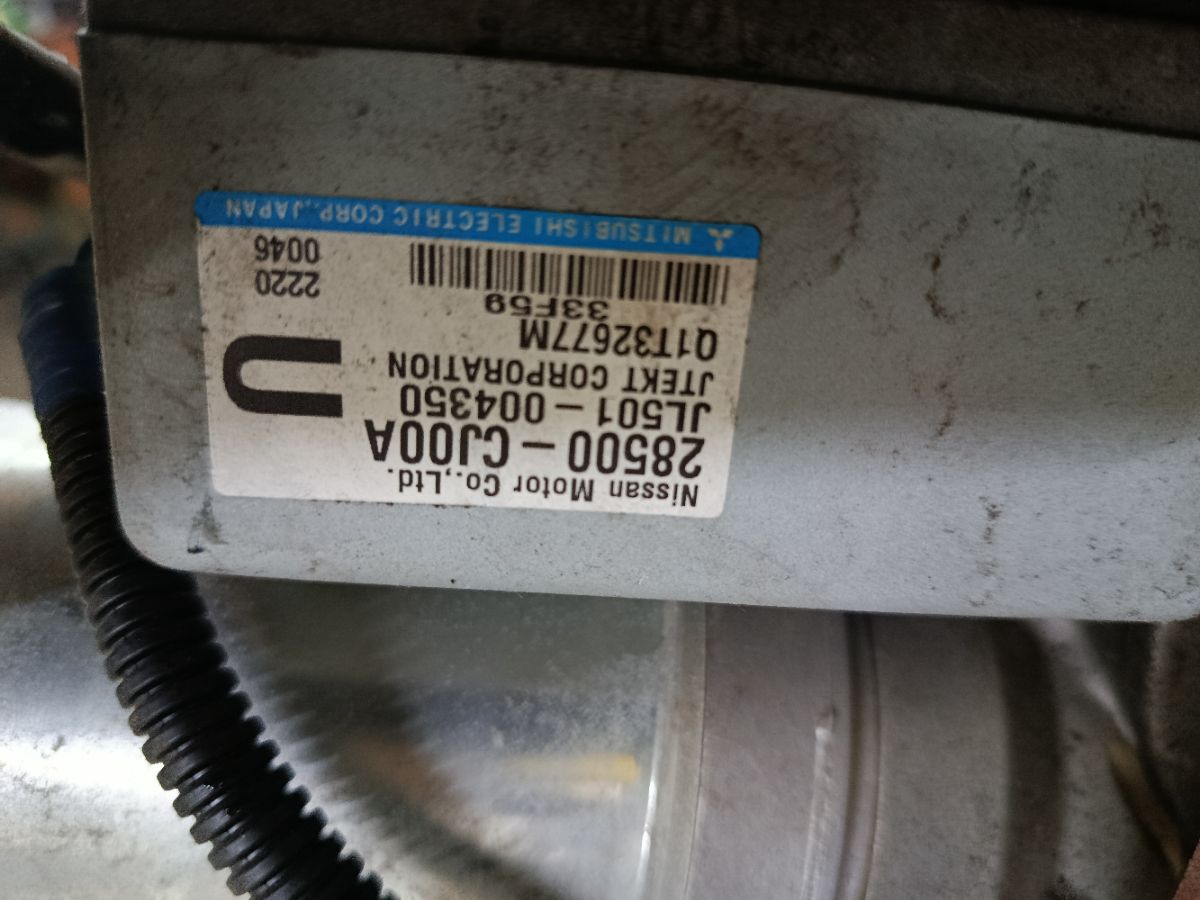 Nissan Motor Co.,Ltd.
28500-CJ00A
JL501-004350
JTEKT CORPORATION
Q1T32677M
33F59
U
2220
0046
MITSUBISHI ELECTRIC CORP.,JAPAN